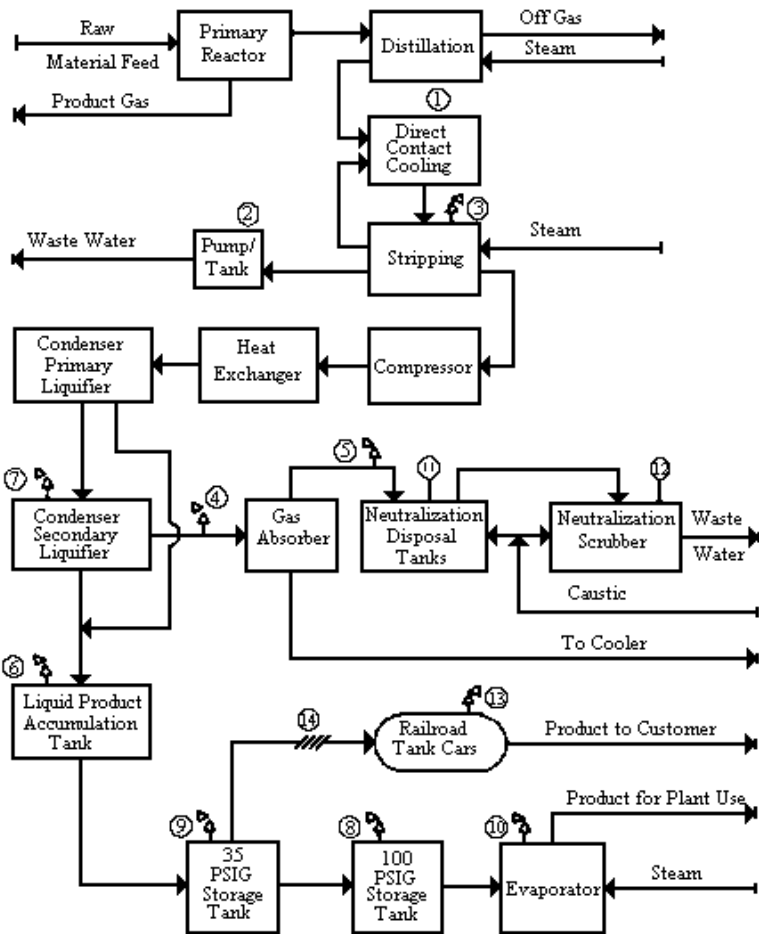 Raw
Material Feed
Primary
Reactor
Distillation
Off Gas
Steam
Product Gas
1
Direct
Contact
Cooling
2
3
Waste Water
Pump/
Tank
Stripping
Steam
Condenser
Primary
Liquifier
Heat
Exchanger
Compressor
5
7
4
11
12
Condenser
Secondary
Liquifier
Gas
Absorber
Neutralization
Disposal
Tanks
Neutralization
Scrubber
Waste
Water
Caustic
To Cooler
6
Liquid Product
Accumulation
Tank
14
13
Railroad
Tank Cars
Product to Customer
Product for Plant Use
9
8
10
35
PSIG
Storage
Tank
100
PSIG
Storage
Tank
Evaporator
Steam